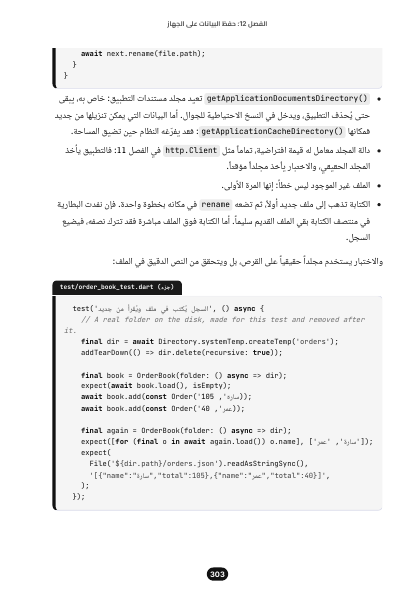 الفصل 12: حفظ البيانات على الجهاز
await next.rename(file.path);
}
}
• getApplicationDocumentsDirectory() تعيد مجلد مستندات التطبيق: خاص به، يبقى
حتى يُحذف التطبيق، ويدخل في النسخ الاحتياطية للجوال. أما البيانات التي يمكن تنزيلها من جديد
فمكانها getApplicationCacheDirectory() : فقد يفرّغه النظام حين تضيق المساحة.
• دالة المجلد معامل له قيمة افتراضية، تماماً مثل http.Client في الفصل 11: فالتطبيق يأخذ
المجلد الحقيقي، والاختبار يأخذ مجلداً مؤقتاً.
• الملف غير الموجود ليس خطأ: إنها المرة الأولى.
• الكتابة تذهب إلى ملف جديد أولاً، ثم تضعه rename في مكانه بخطوة واحدة. فإن نفدت البطارية
في منتصف الكتابة بقي الملف القديم سليماً. أما الكتابة فوق الملف مباشرة فقد تترك نصفه، فيضيع
السجل.
والاختبار يستخدم مجلداً حقيقياً على القرص، بل ويتحقق من النص الدقيق في الملف:
test/order_book_test.dart (جزء)
test('السجل يُكتب في ملف ويُقرأ من جديد', () async {
// A real folder on the disk, made for this test and removed after
it.
final dir = await Directory.systemTemp.createTemp('orders');
addTearDown(() => dir.delete(recursive: true));
final book = OrderBook(folder: () async => dir);
expect(await book.load(), isEmpty);
await book.add(const Order('سارة', 105));
await book.add(const Order('عمر', 40));
final again = OrderBook(folder: () async => dir);
expect([for (final o in await again.load()) o.name], ['سارة', 'عمر']);
expect(
File('${dir.path}/orders.json').readAsStringSync(),
'[{"name":"سارة","total":105},{"name":"عمر","total":40}]',
);
});
303